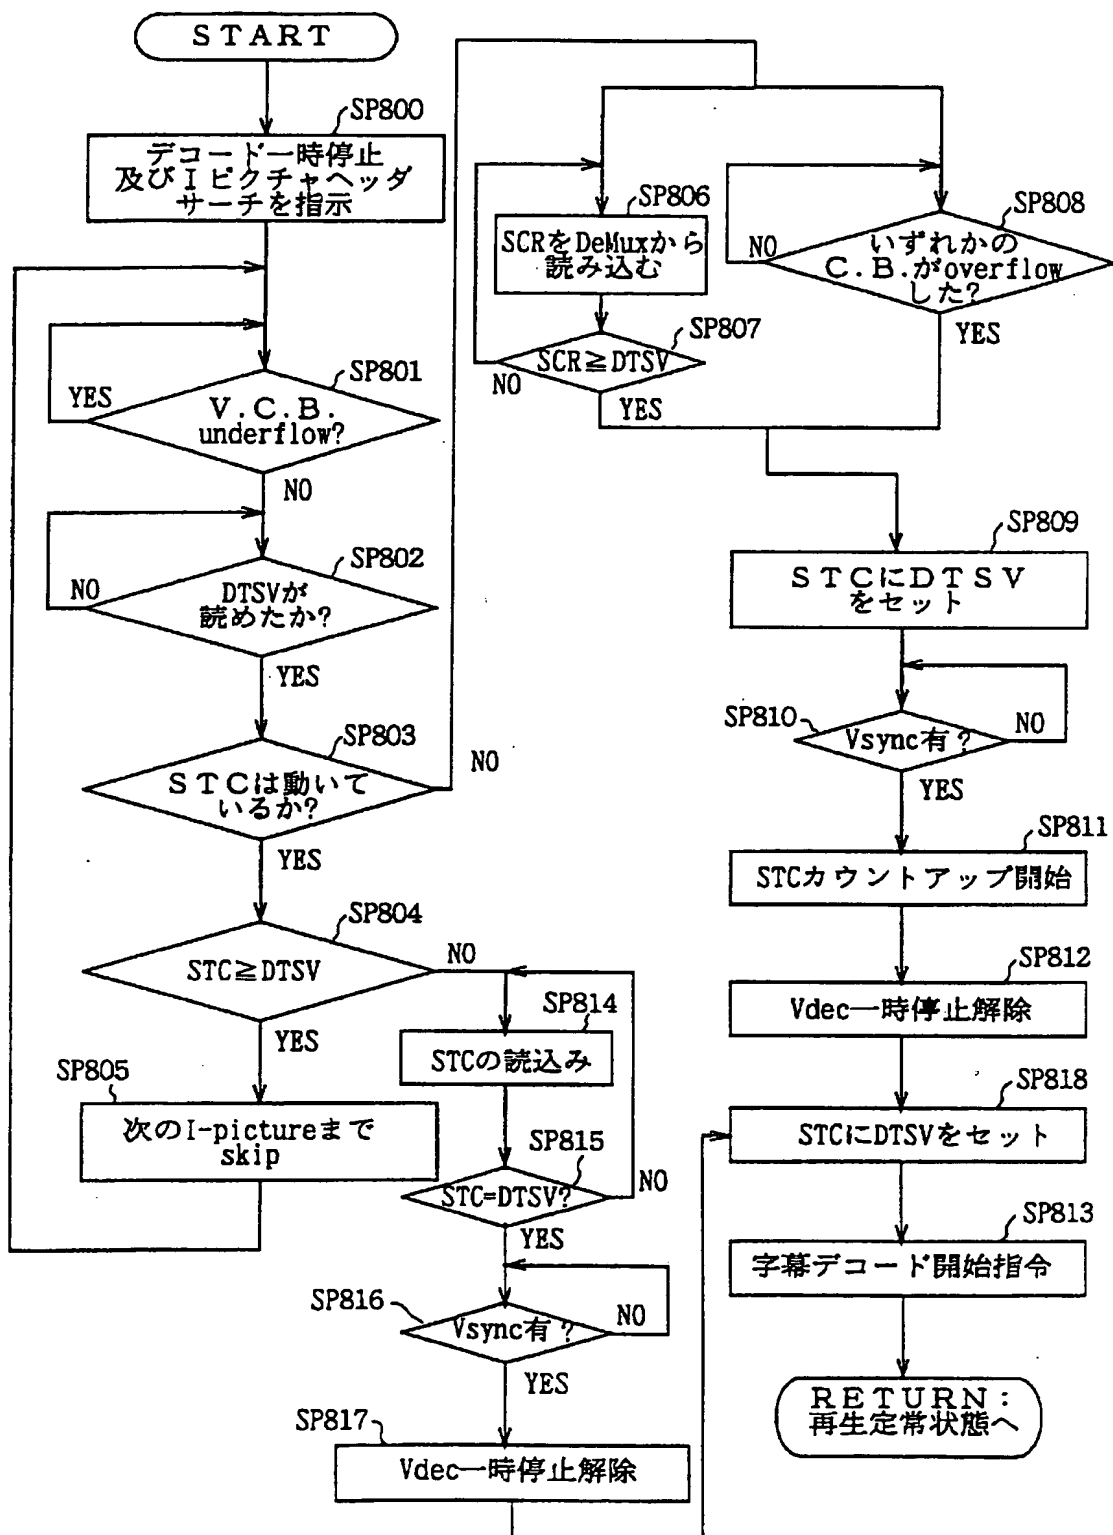 START
SP800
デコード一時停止
及びIピクチャヘッダ
サーチを指示
SP801
YES
V.C.B.
underflow?
NO
SP802
NO
DTSVが
読めたか?
YES
SP803
NO
STCは動いて
いるか?
YES
SP804
NO
STC≧DTSV
YES
SP805
次のI-pictureまで
skip
SP814
STCの読込み
SP815
STC=DTSV?
NO
YES
SP816
Vsync有?
NO
YES
SP817
Vdec一時停止解除
SP806
SCRをDeMuxから
読み込む
SP807
SCR≧DTSV
NO
YES
SP808
NO
いずれかの
C.B.がoverflow
した?
YES
SP809
STCにDTSV
をセット
SP810
Vsync有?
NO
YES
SP811
STCカウントアップ開始
SP812
Vdec一時停止解除
SP818
STCにDTSVをセット
SP813
字幕デコード開始指令
RETURN:
再生定常状態へ